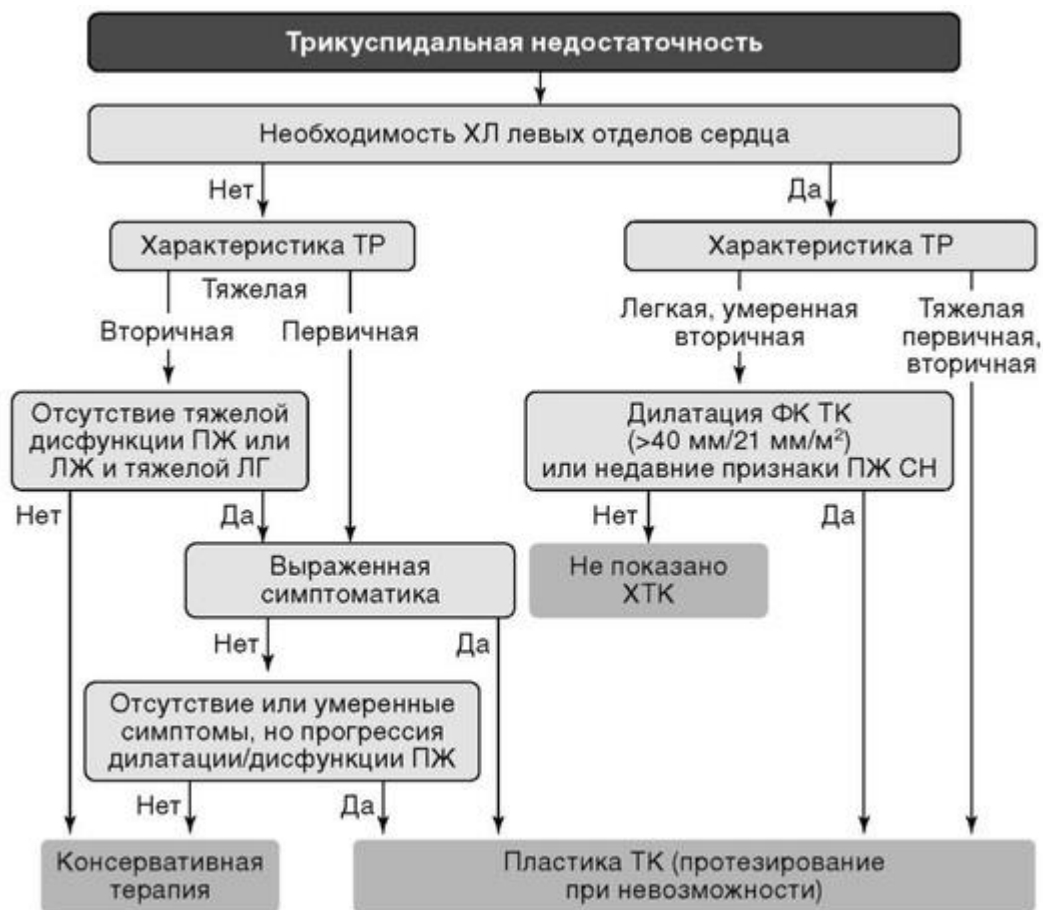 Трикуспидальная недостаточность
Необходимость ХЛ левых отделов сердца
Нет
Да
Характеристика ТР
Характеристика ТР
Тяжелая
Вторичная
Первичная
Легкая, умеренная
вторичная
Тяжелая
первичная,
вторичная
Отсутствие тяжелой
дисфункции ПЖ или
ЛЖ и тяжелой ЛГ
Дилатация ФК ТК
(>40 мм/21 мм/м²)
или недавние признаки ПЖ СН
Нет
Да
Нет
Да
Выраженная
симптоматика
Не показано
ХТК
Нет
Да
Отсутствие или умеренные
симптомы, но прогрессия
дилатации/дисфункции ПЖ
Нет
Да
Консервативная
терапия
Пластика ТК (протезирование
при невозможности)